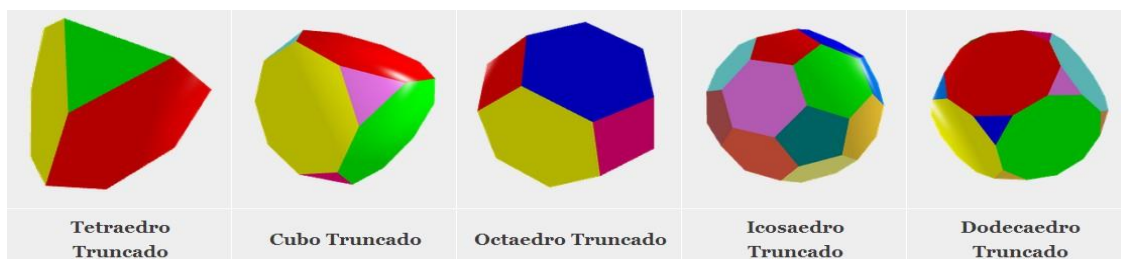 Tetraedro
Truncado
Cubo Truncado
Octaedro Truncado
Icosaedro
Truncado
Dodecaedro
Truncado